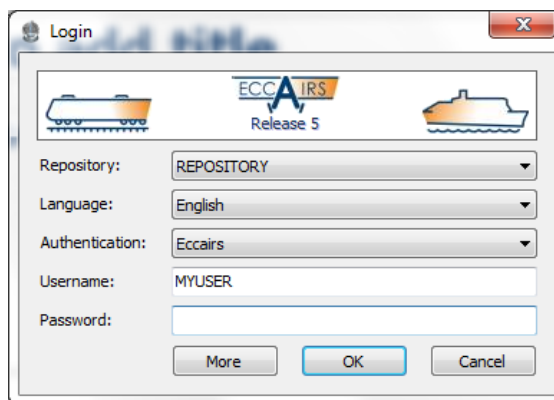 Login
ECCAIRS
Release 5
Repository: REPOSITORY
Language: English
Authentication: Eccairs
Username: MYUSER
Password:
More OK Cancel